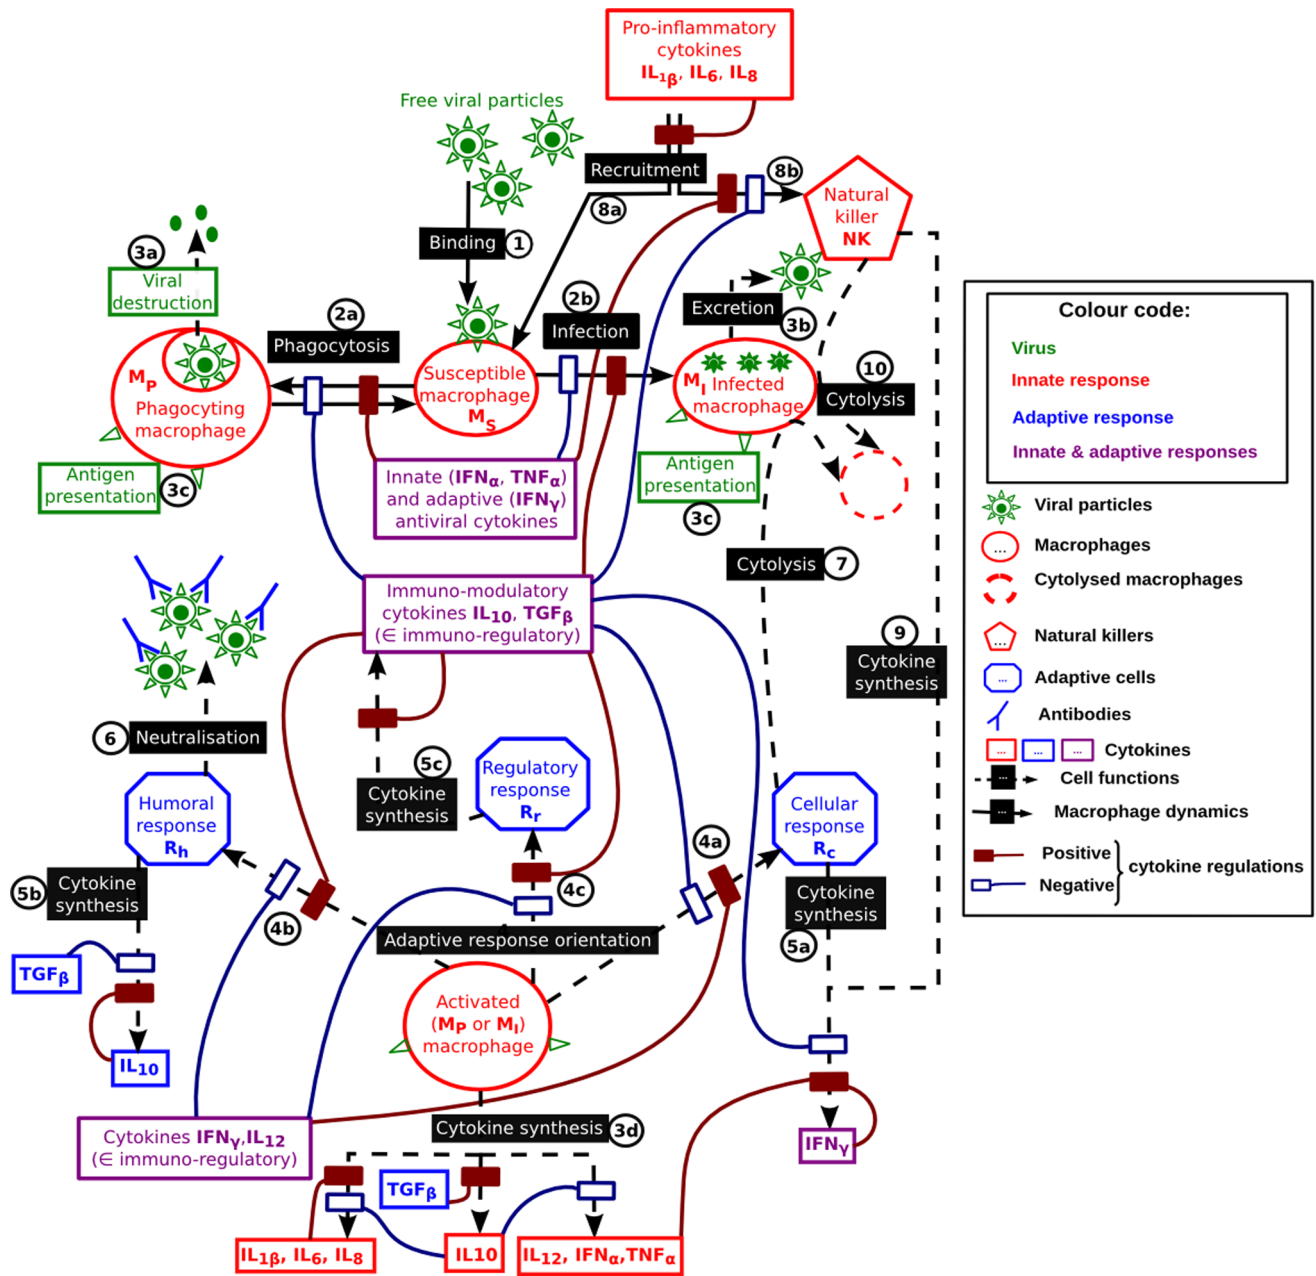 Pro-inflammatory
cytokines
IL1β, IL6, IL8
Free viral particles
Recruitment
8a
8b
Natural
killer
NK
Binding
1
3a
Viral
destruction
2a
Phagocytosis
2b
Infection
Excretion
3b
MP
Phagocyting
macrophage
Susceptible
macrophage
MS
MI Infected
macrophage
10
Cytolysis
Antigen
presentation
3c
Innate (IFNα, TNFα)
and adaptive (IFNγ)
antiviral cytokines
Antigen
presentation
3c
Cytolysis
7
Immuno-modulatory
cytokines IL10, TGFβ
(∈ immuno-regulatory)
9
Cytokine
synthesis
6
Neutralisation
5c
Cytokine
synthesis
Regulatory
response
Rr
Humoral
response
Rh
Cellular
response
Rc
4a
4b
4c
5b
Cytokine
synthesis
Cytokine
synthesis
5a
Adaptive response orientation
TGFβ
IL10
Activated
(MP or MI)
macrophage
Cytokines IFNγ,IL12
(∈ immuno-regulatory)
Cytokine synthesis
3d
IFNγ
TGFβ
IL1β, IL6, IL8
IL10
IL12, IFNα,TNFα
Colour code:
Virus
Innate response
Adaptive response
Innate & adaptive responses
Viral particles
...
Macrophages
Cytolysed macrophages
...
Natural killers
...
Adaptive cells
Antibodies
... ... ...
Cytokines
...
Cell functions
...
Macrophage dynamics
Positive
Negative
cytokine regulations